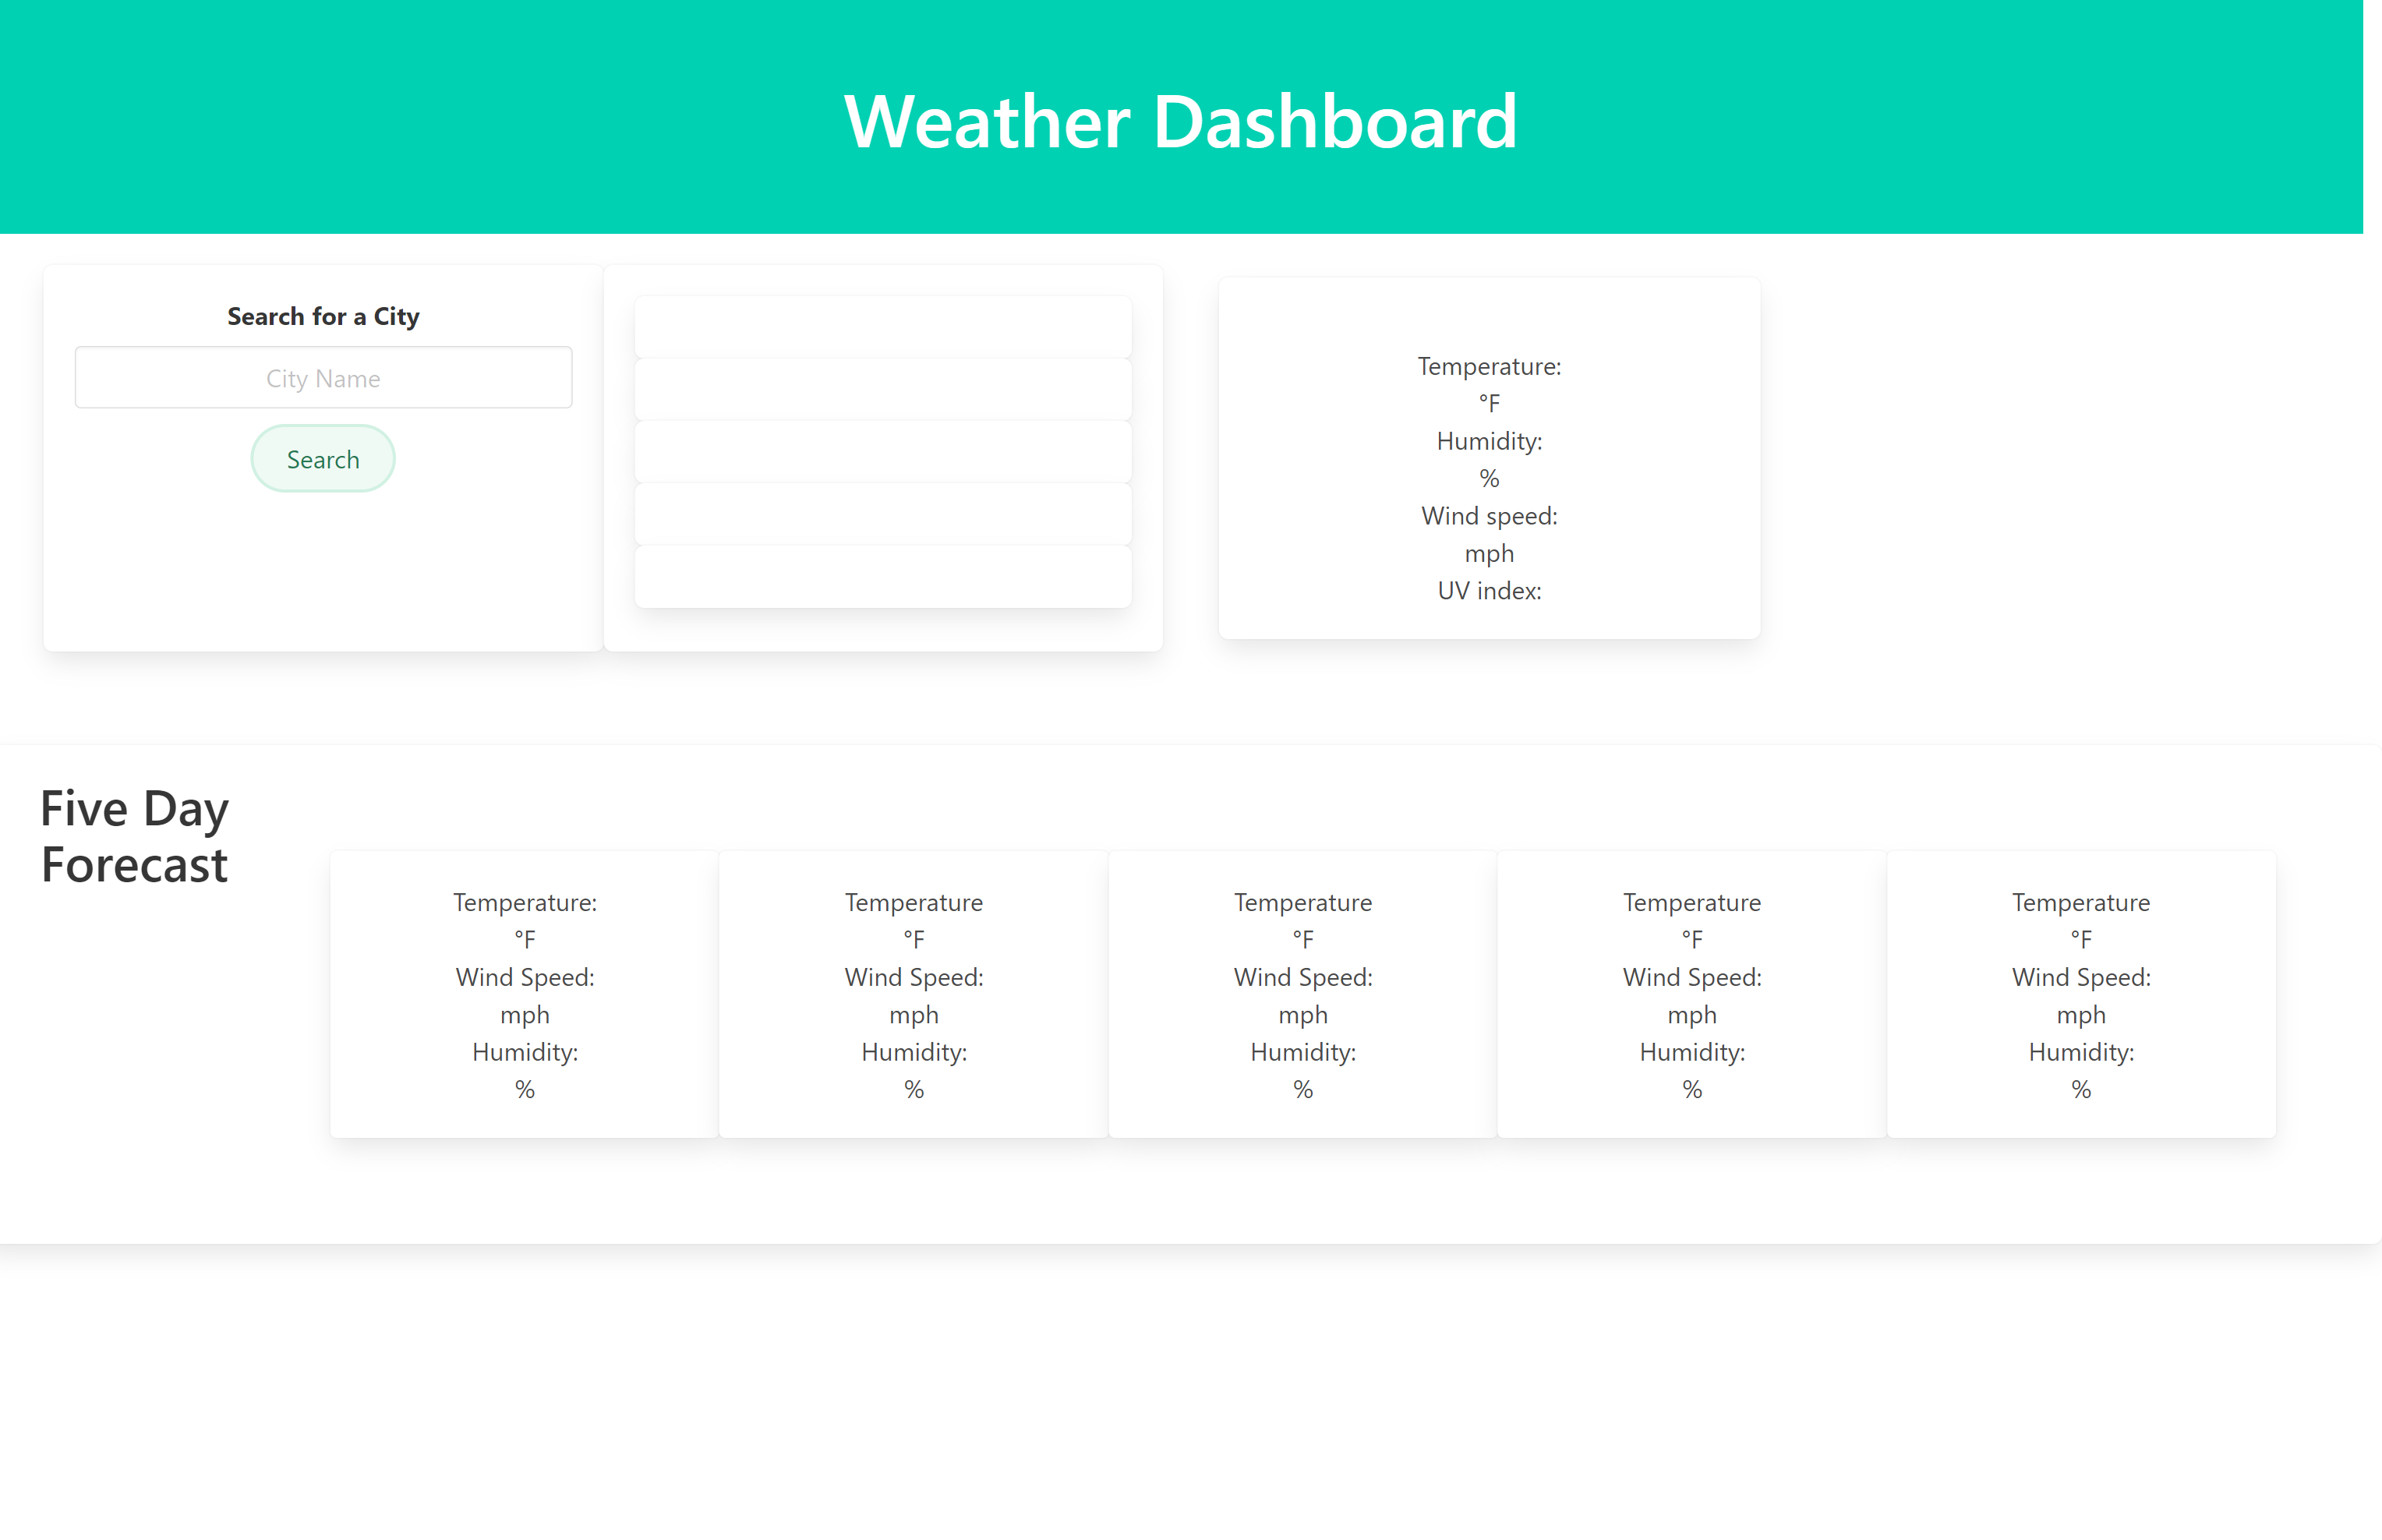 Weather Dashboard
Search for a City
City Name
Search
Temperature:
°F
Humidity:
%
Wind speed:
mph
UV index:
Five Day
Forecast
Temperature:
°F
Wind Speed:
mph
Humidity:
%
Temperature
°F
Wind Speed:
mph
Humidity:
%
Temperature
°F
Wind Speed:
mph
Humidity:
%
Temperature
°F
Wind Speed:
mph
Humidity:
%
Temperature
°F
Wind Speed:
mph
Humidity:
%